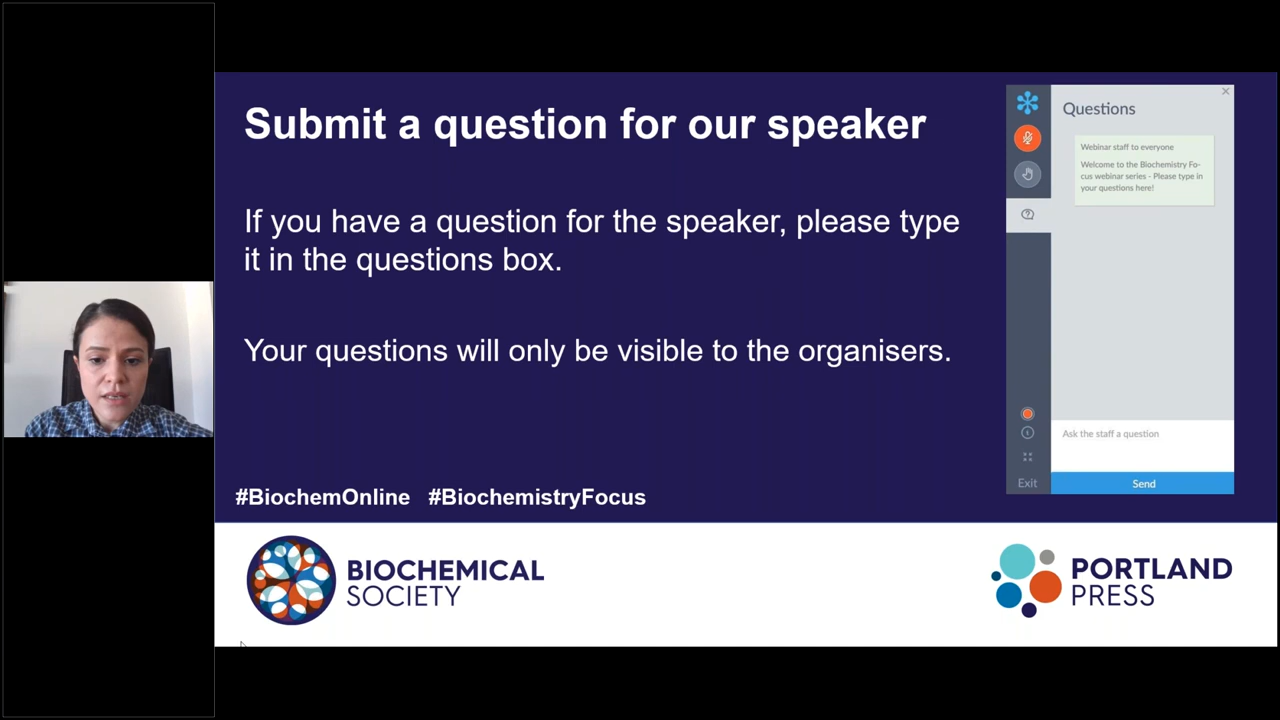 Submit a question for our speaker
If you have a question for the speaker, please type
it in the questions box.
Your questions will only be visible to the organisers.
#BiochemOnline #BiochemistryFocus
Questions
Webinar staff to everyone
Welcome to the Biochemistry Fo-
cus webinar series - Please type in
your questions here!
Ask the staff a question
Exit
Send
BIOCHEMICAL
SOCIETY
PORTLAND
PRESS